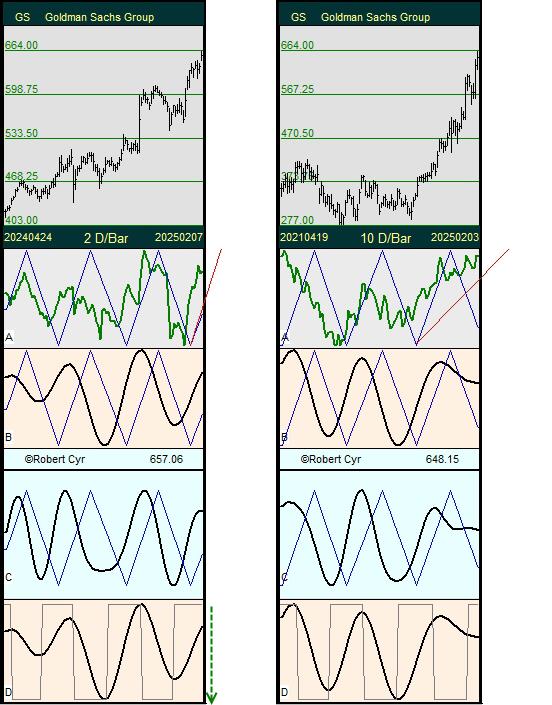 GS Goldman Sachs Group
664.00
598.75
533.50
468.25
403.00
20240424 2 D/Bar 20250207
A
B
©Robert Cyr 657.06
C
D
GS Goldman Sachs Group
664.00
567.25
470.50
277.00
20210419 10 D/Bar 20250203
A
B
©Robert Cyr 648.15
C
D